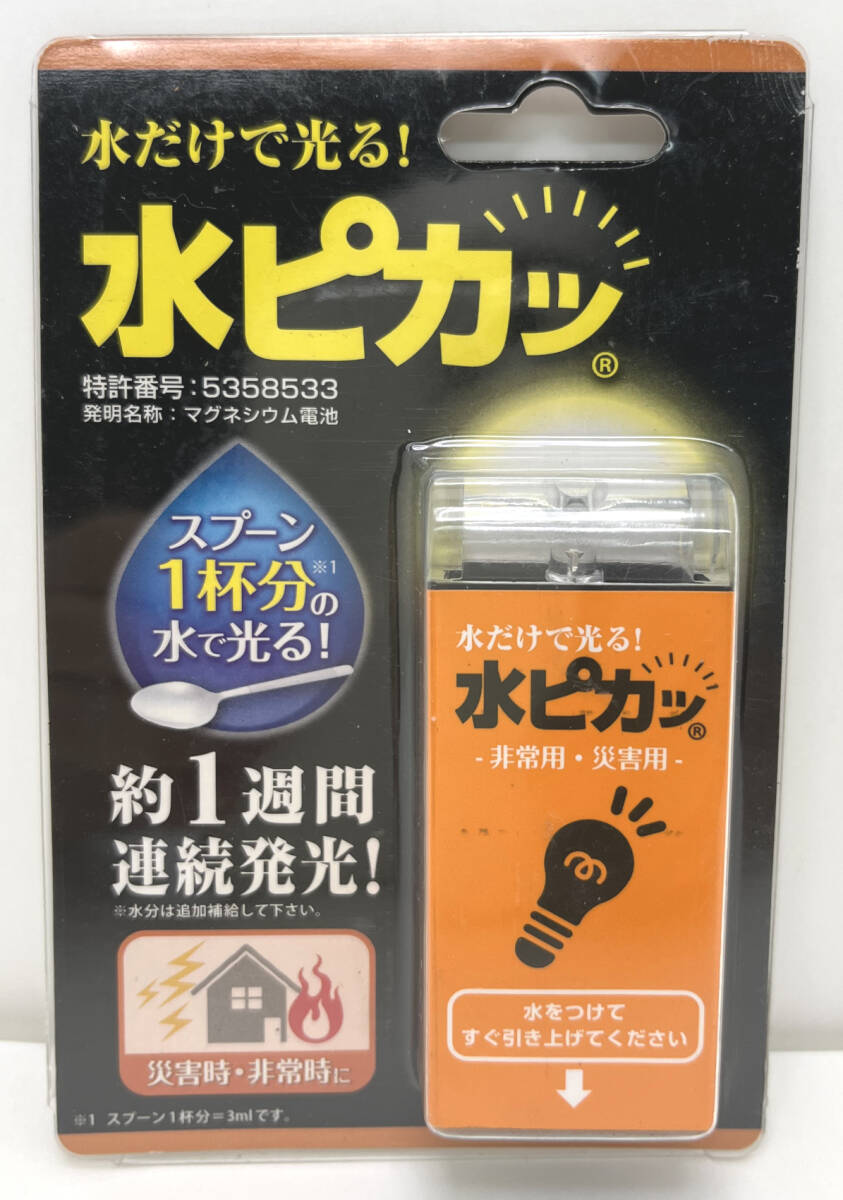 水だけで光る!
水ピカッ®
特許番号:5358533
発明名称:マグネシウム電池
スプーン
1杯分※1の
水で光る!
約1週間
連続発光!
※水分は追加補給して下さい。
災害時・非常時に
※1 スプーン1杯分=3mlです。
水だけで光る!
水ピカッ®
-非常用・災害用-
水をつけて
すぐ引き上げてください